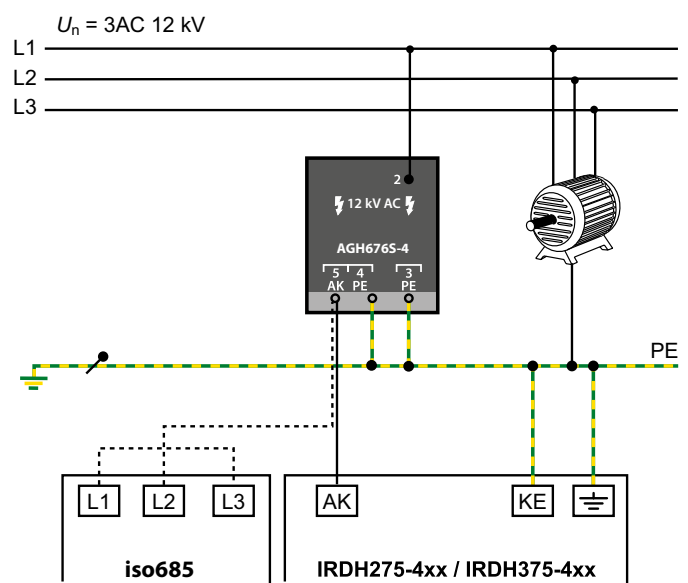 Un = 3AC 12 kV
L1
L2
L3
2
12 kV AC
AGH676S-4
5 4 3
AK PE PE
PE
L1 L2 L3 AK KE
iso685 IRDH275-4xx / IRDH375-4xx